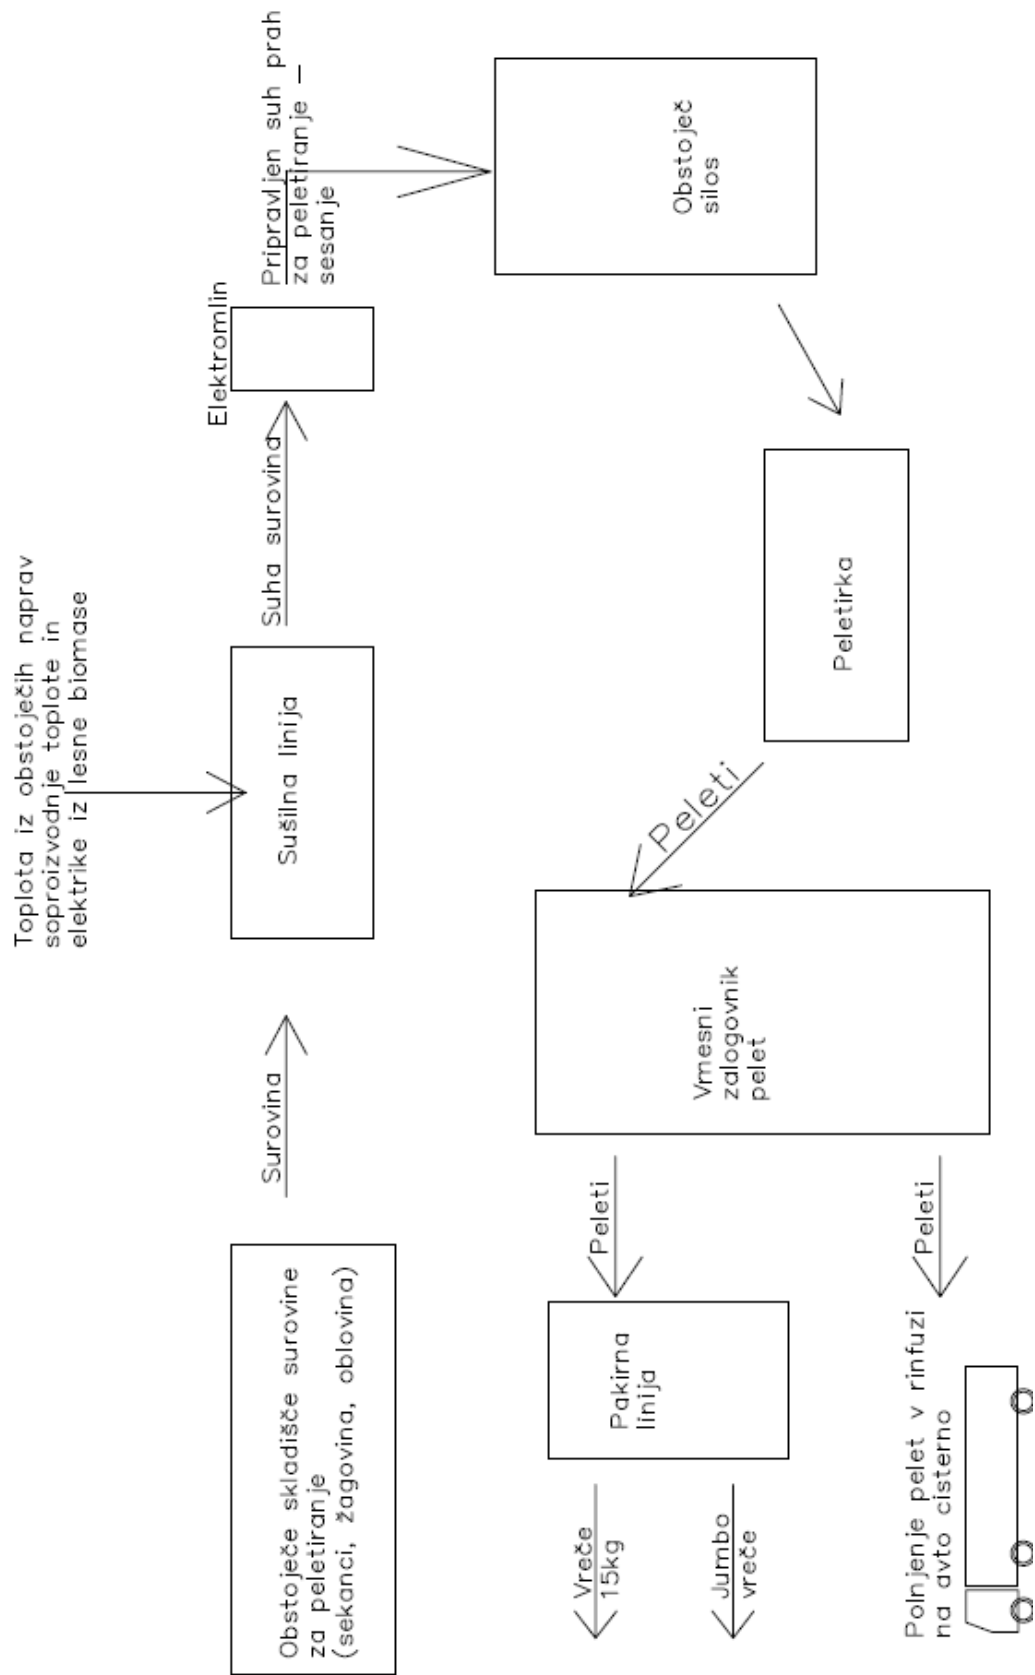 Toplota iz obstoječih naprav
soproizvodnje toplote in
elektrike iz lesne biomase
Obstoječe skladišče surovine
za peletiranje
(sekanci, žagovina, oblovina)
Surovina
Sušilna linija
Suha surovina
Elektromlin
Pripravljen suh prah
za peletiranje –
sesanje
Obstoječ
silos
Peletirka
Peleti
Vmesni
zalogovnik
pelet
Peleti
Pakirna
linija
Vreče
15kg
Jumbo
vreče
Peleti
Polnjenje pelet v rinfuzi
na avto cisterno